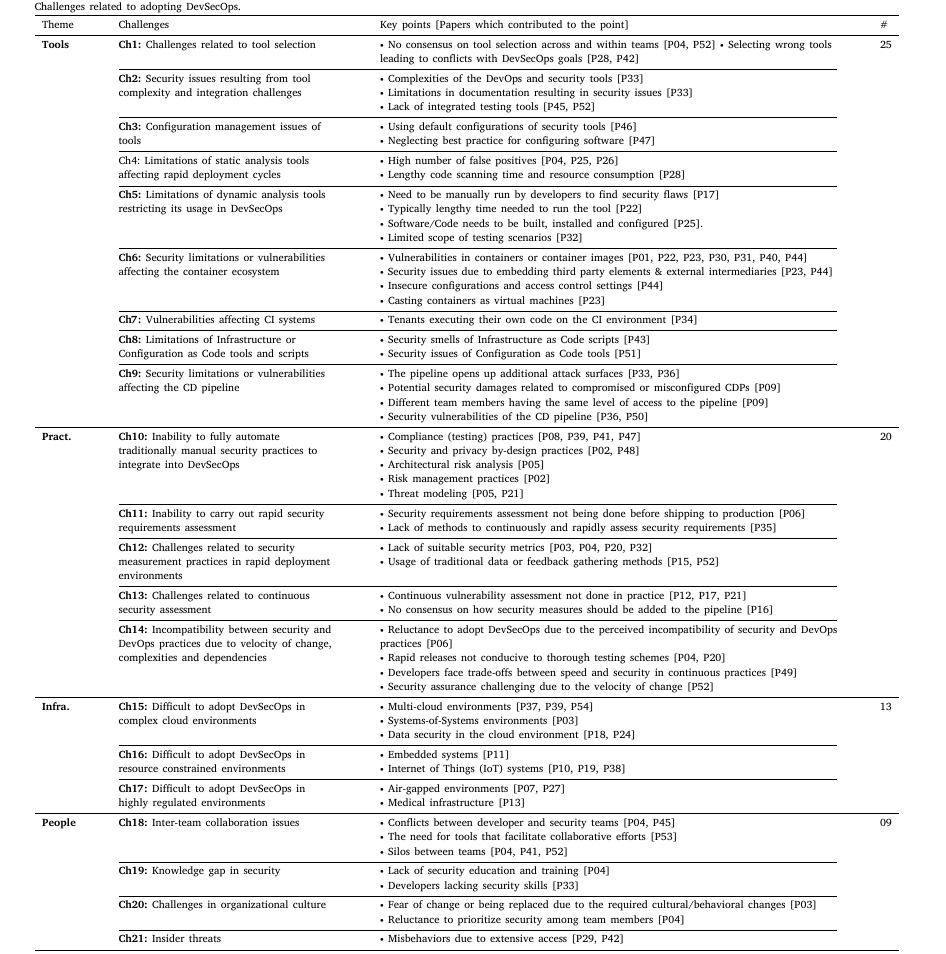 Challenges related to adopting DevSecOps.
Theme Challenges Key points [Papers which contributed to the point] #
Tools Ch1: Challenges related to tool selection • No consensus on tool selection across and within teams [P04, P52] • Selecting wrong tools 25
leading to conflicts with DevSecOps goals [P28, P42]
Ch2: Security issues resulting from tool • Complexities of the DevOps and security tools [P33]
complexity and integration challenges • Limitations in documentation resulting in security issues [P33]
• Lack of integrated testing tools [P45, P52]
Ch3: Configuration management issues of • Using default configurations of security tools [P46]
tools • Neglecting best practice for configuring software [P47]
Ch4: Limitations of static analysis tools • High number of false positives [P04, P25, P26]
affecting rapid deployment cycles • Lengthy code scanning time and resource consumption [P28]
Ch5: Limitations of dynamic analysis tools • Need to be manually run by developers to find security flaws [P17]
restricting its usage in DevSecOps • Typically lengthy time needed to run the tool [P22]
• Software/Code needs to be built, installed and configured [P25].
• Limited scope of testing scenarios [P32]
Ch6: Security limitations or vulnerabilities • Vulnerabilities in containers or container images [P01, P22, P23, P30, P31, P40, P44]
affecting the container ecosystem • Security issues due to embedding third party elements & external intermediaries [P23, P44]
• Insecure configurations and access control settings [P44]
• Casting containers as virtual machines [P23]
Ch7: Vulnerabilities affecting CI systems • Tenants executing their own code on the CI environment [P34]
Ch8: Limitations of Infrastructure or • Security smells of Infrastructure as Code scripts [P43]
Configuration as Code tools and scripts • Security issues of Configuration as Code tools [P51]
Ch9: Security limitations or vulnerabilities • The pipeline opens up additional attack surfaces [P33, P36]
affecting the CD pipeline • Potential security damages related to compromised or misconfigured CDPs [P09]
• Different team members having the same level of access to the pipeline [P09]
• Security vulnerabilities of the CD pipeline [P36, P50]
Pract. Ch10: Inability to fully automate • Compliance (testing) practices [P08, P39, P41, P47] 20
traditionally manual security practices to • Security and privacy by-design practices [P02, P48]
integrate into DevSecOps • Architectural risk analysis [P05]
• Risk management practices [P02]
• Threat modeling [P05, P21]
Ch11: Inability to carry out rapid security • Security requirements assessment not being done before shipping to production [P06]
requirements assessment • Lack of methods to continuously and rapidly assess security requirements [P35]
Ch12: Challenges related to security • Lack of suitable security metrics [P03, P04, P20, P32]
measurement practices in rapid deployment • Usage of traditional data or feedback gathering methods [P15, P52]
environments
Ch13: Challenges related to continuous • Continuous vulnerability assessment not done in practice [P12, P17, P21]
security assessment • No consensus on how security measures should be added to the pipeline [P16]
Ch14: Incompatibility between security and • Reluctance to adopt DevSecOps due to the perceived incompatibility of security and DevOps
DevOps practices due to velocity of change, practices [P06]
complexities and dependencies • Rapid releases not conducive to thorough testing schemes [P04, P20]
• Developers face trade-offs between speed and security in continuous practices [P49]
• Security assurance challenging due to the velocity of change [P52]
Infra. Ch15: Difficult to adopt DevSecOps in • Multi-cloud environments [P37, P39, P54] 13
complex cloud environments • Systems-of-Systems environments [P03]
• Data security in the cloud environment [P18, P24]
Ch16: Difficult to adopt DevSecOps in • Embedded systems [P11]
resource constrained environments • Internet of Things (IoT) systems [P10, P19, P38]
Ch17: Difficult to adopt DevSecOps in • Air-gapped environments [P07, P27]
highly regulated environments • Medical infrastructure [P13]
People Ch18: Inter-team collaboration issues • Conflicts between developer and security teams [P04, P45] 09
• The need for tools that facilitate collaborative efforts [P53]
• Silos between teams [P04, P41, P52]
Ch19: Knowledge gap in security • Lack of security education and training [P04]
• Developers lacking security skills [P33]
Ch20: Challenges in organizational culture • Fear of change or being replaced due to the required cultural/behavioral changes [P03]
• Reluctance to prioritize security among team members [P04]
Ch21: Insider threats • Misbehaviors due to extensive access [P29, P42]